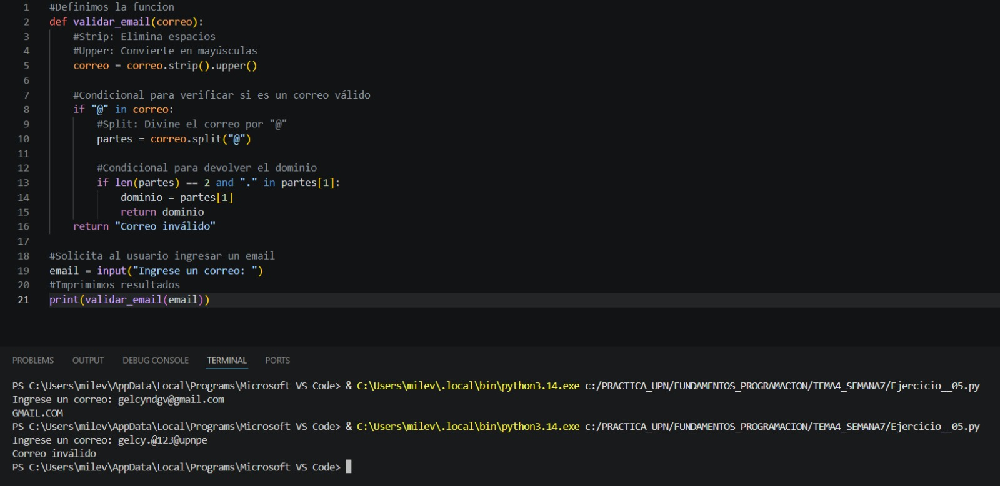 1 #Definimos la funcion
2 def validar_email(correo):
3 #Strip: Elimina espacios
4 #Upper: Convierte en mayúsculas
5 correo = correo.strip().upper()
6
7 #Condicional para verificar si es un correo válido
8 if "@" in correo:
9 #Split: Divine el correo por "@"
10 partes = correo.split("@")
11
12 #Condicional para devolver el dominio
13 if len(partes) == 2 and "." in partes[1]:
14 dominio = partes[1]
15 return dominio
16 return "Correo inválido"
17
18 #Solicita al usuario ingresar un email
19 email = input("Ingrese un correo: ")
20 #Imprimimos resultados
21 print(validar_email(email))
PROBLEMS OUTPUT DEBUG CONSOLE TERMINAL PORTS
PS C:\Users\milev\AppData\Local\Programs\Microsoft VS Code> & C:\Users\milev\.local\bin\python3.14.exe c:/PRACTICA_UPN/FUNDAMENTOS_PROGRAMACION/TEMA4_SEMANA7/Ejercicio__05.py
Ingrese un correo: gelcyndgv@gmail.com
GMAIL.COM
PS C:\Users\milev\AppData\Local\Programs\Microsoft VS Code> & C:\Users\milev\.local\bin\python3.14.exe c:/PRACTICA_UPN/FUNDAMENTOS_PROGRAMACION/TEMA4_SEMANA7/Ejercicio__05.py
Ingrese un correo: gelcy.@123@upnpe
Correo inválido
PS C:\Users\milev\AppData\Local\Programs\Microsoft VS Code>